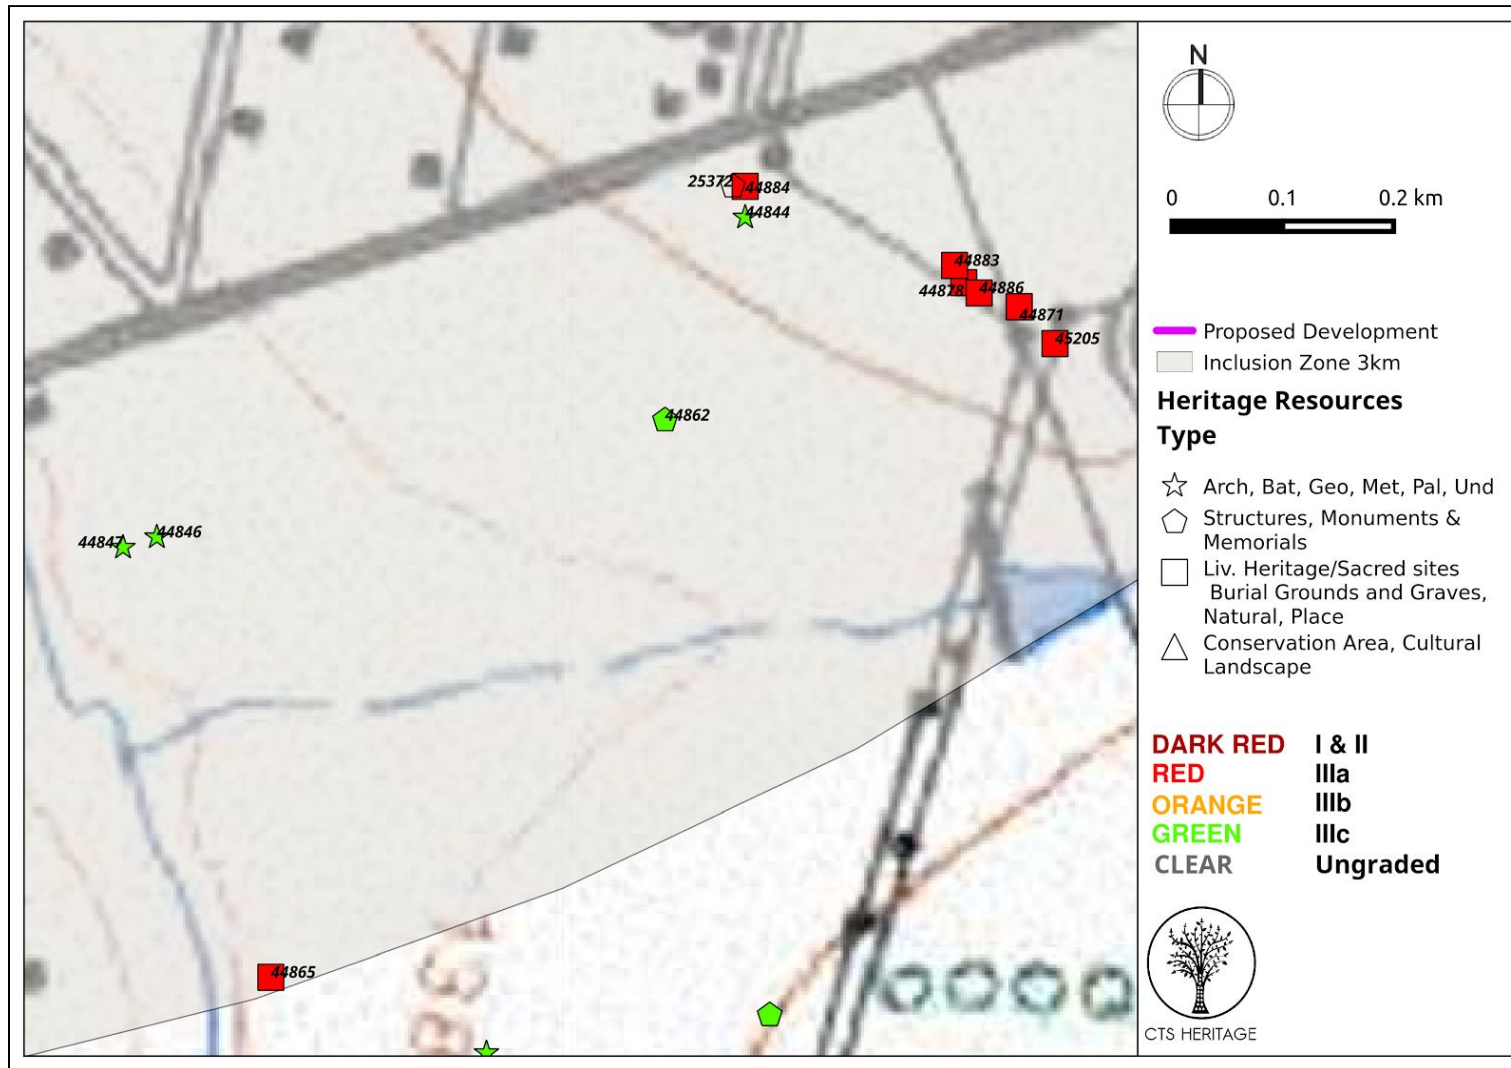 25372
44884
44844
44883
44878
44886
44871
45205
44862
44847
44846
44865
N
0 0.1 0.2 km
Proposed Development
Inclusion Zone 3km
Heritage Resources
Type
Arch, Bat, Geo, Met, Pal, Und
Structures, Monuments &
Memorials
Liv. Heritage/Sacred sites
Burial Grounds and Graves,
Natural, Place
Conservation Area, Cultural
Landscape
DARK RED I & II
RED IIIa
ORANGE IIIb
GREEN IIIc
CLEAR Ungraded
CTS HERITAGE